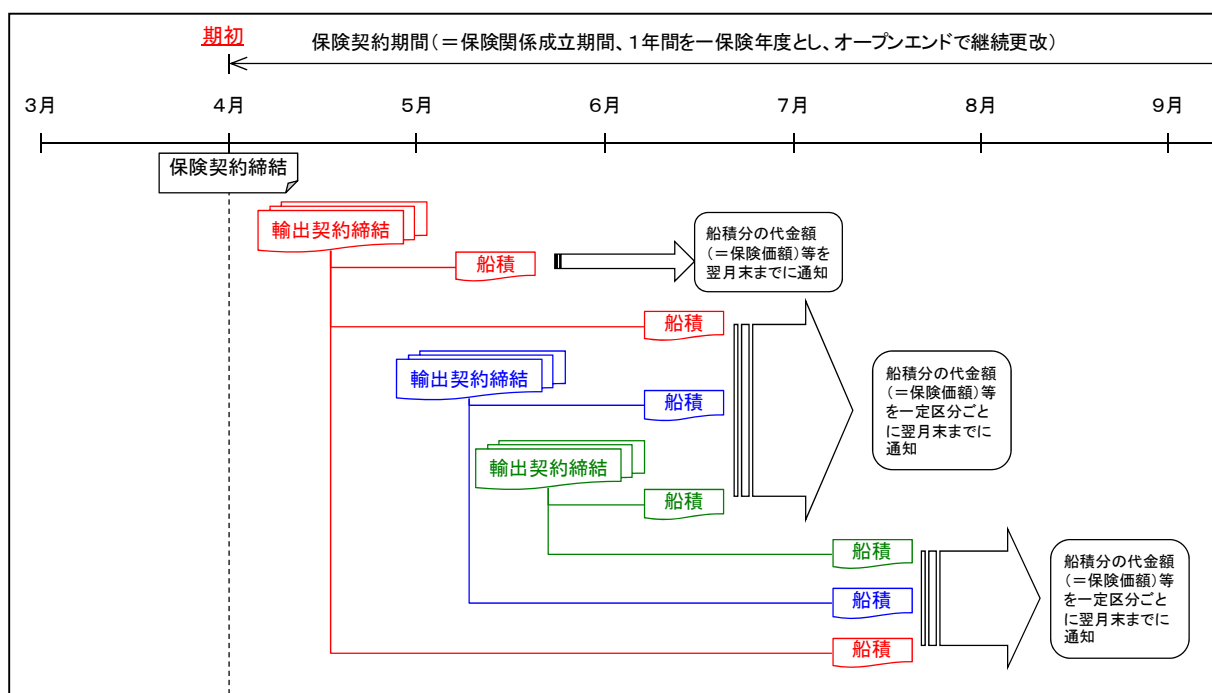 期初
保険契約期間（＝保険関係成立期間、１年間を一保険年度とし、オープンエンドで継続更改）
３月
４月
５月
６月
７月
８月
９月
保険契約締結
輸出契約締結
船積
船積分の代金額
（＝保険価額）等を
翌月末までに通知
船積
輸出契約締結
船積
船積分の代金額
（＝保険価額）等
を一定区分ごと
に翌月末までに
通知
輸出契約締結
船積
船積
船積
船積
船積分の代金額
（＝保険価額）等
を一定区分ごと
に翌月末までに
通知